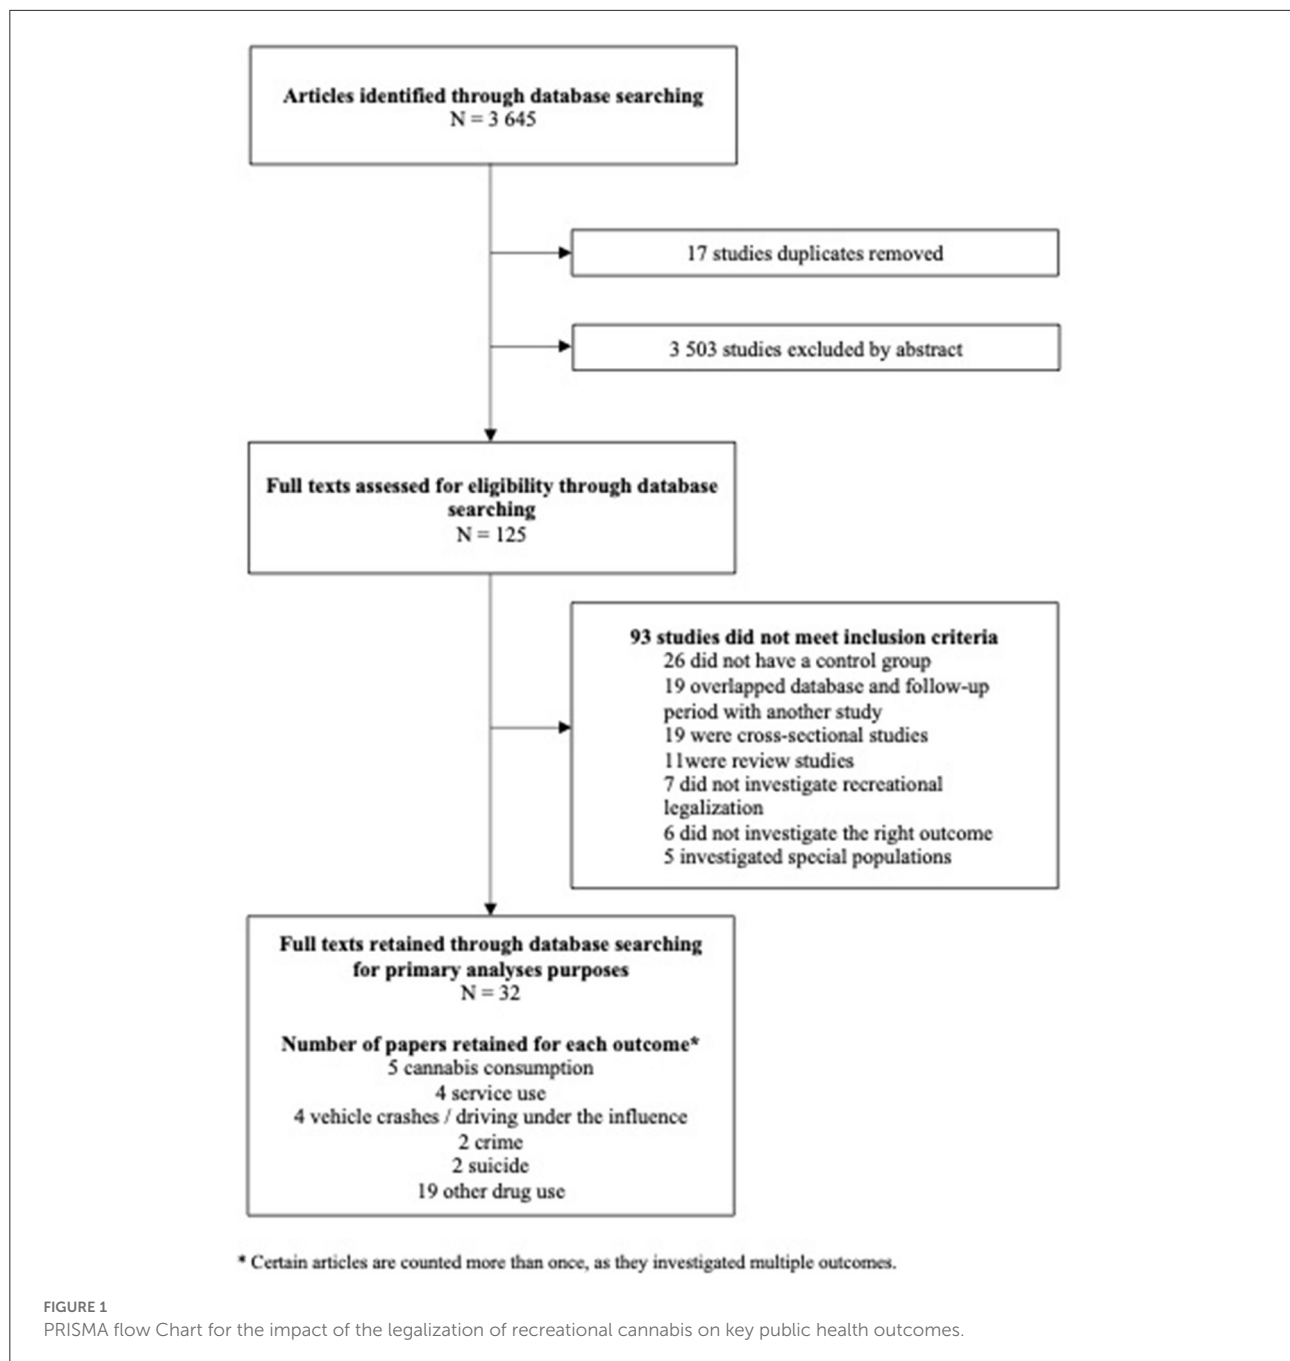 Articles identified through database searching
N = 3 645
17 studies duplicates removed
3 503 studies excluded by abstract
Full texts assessed for eligibility through database
searching
N = 125
93 studies did not meet inclusion criteria
26 did not have a control group
19 overlapped database and follow-up
period with another study
19 were cross-sectional studies
11were review studies
7 did not investigate recreational
legalization
6 did not investigate the right outcome
5 investigated special populations
Full texts retained through database searching
for primary analyses purposes
N = 32
Number of papers retained for each outcome*
5 cannabis consumption
4 service use
4 vehicle crashes / driving under the influence
2 crime
2 suicide
19 other drug use
* Certain articles are counted more than once, as they investigated multiple outcomes.
FIGURE 1
PRISMA flow Chart for the impact of the legalization of recreational cannabis on key public health outcomes.